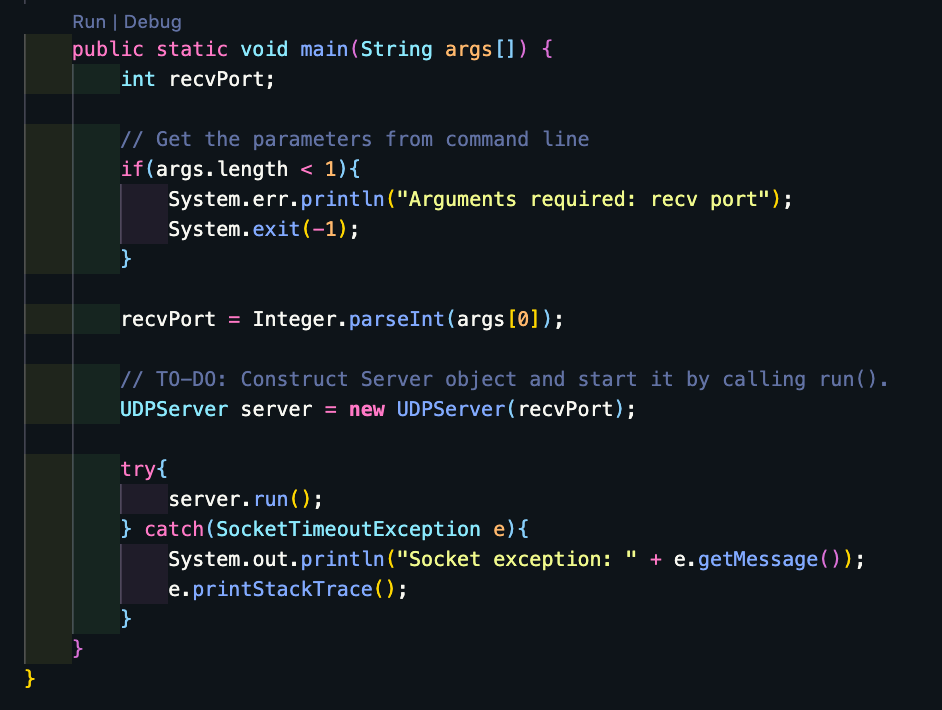 Run | Debug
public static void main(String args[]) {
int recvPort;
// Get the parameters from command line
if(args.length < 1){
System.err.println("Arguments required: recv port");
System.exit(-1);
}
recvPort = Integer.parseInt(args[0]);
// TO-DO: Construct Server object and start it by calling run().
UDPServer server = new UDPServer(recvPort);
try{
server.run();
} catch(SocketTimeoutException e){
System.out.println("Socket exception: " + e.getMessage());
e.printStackTrace();
}
}
}